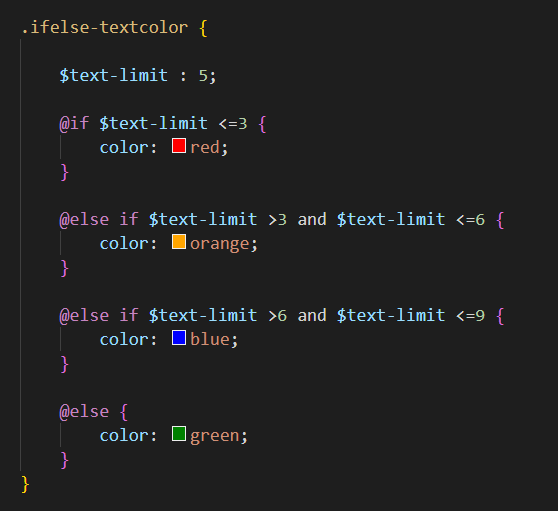 .ifelse-textcolor {
$text-limit : 5;
@if $text-limit <=3 {
color: red;
}
@else if $text-limit >3 and $text-limit <=6 {
color: orange;
}
@else if $text-limit >6 and $text-limit <=9 {
color: blue;
}
@else {
color: green;
}
}